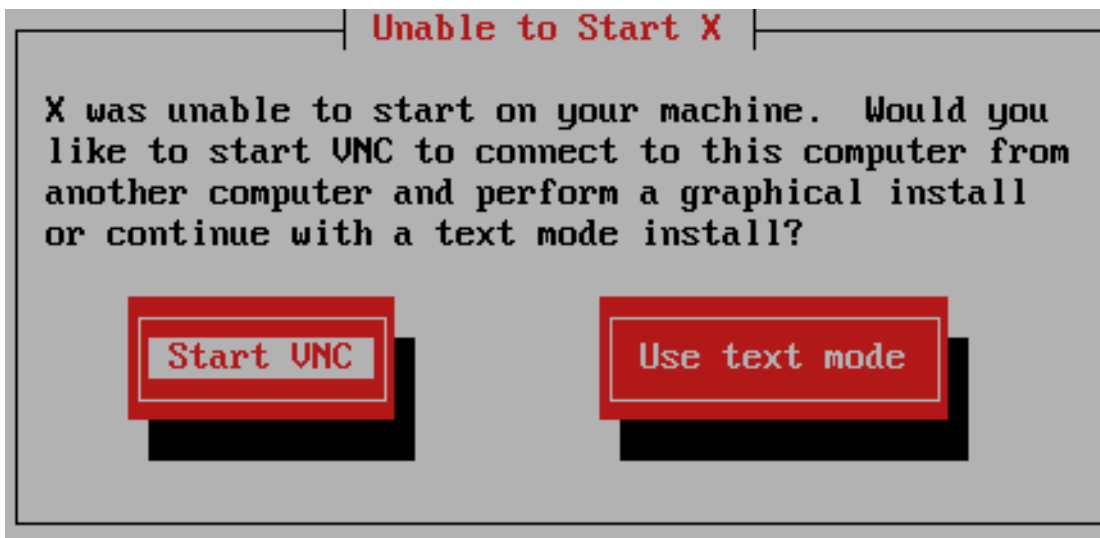 Unable to Start X
X was unable to start on your machine.  Would you
like to start VNC to connect to this computer from
another computer and perform a graphical install
or continue with a text mode install?
Start VNC
Use text mode